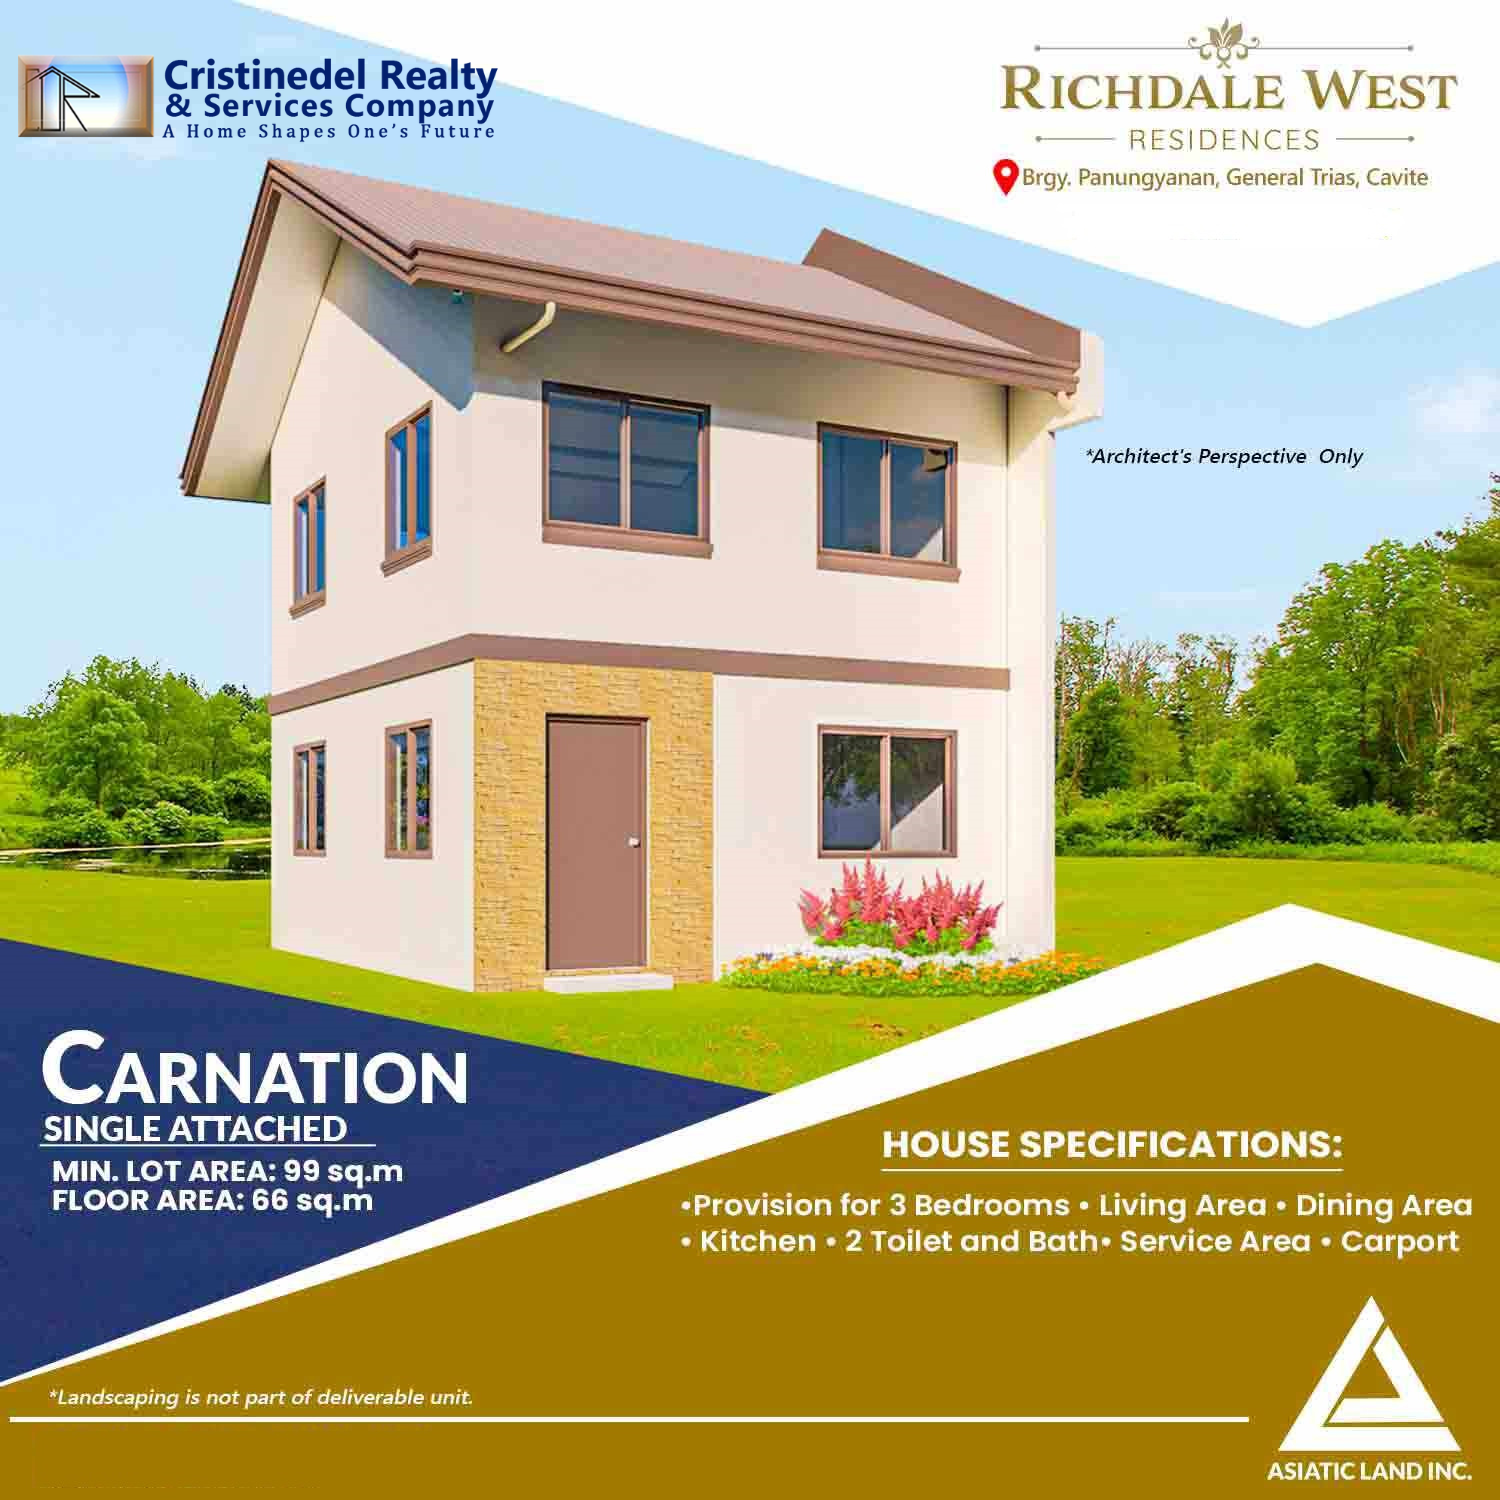 Cristinedel Realty
& Services Company
A Home Shapes One's Future
RICHDALE WEST
RESIDENCES
Brgy. Panungyanan, General Trias, Cavite
*Architect's Perspective Only
CARNATION
SINGLE ATTACHED
MIN. LOT AREA: 99 sq.m
FLOOR AREA: 66 sq.m
HOUSE SPECIFICATIONS:
•Provision for 3 Bedrooms • Living Area • Dining Area
• Kitchen • 2 Toilet and Bath• Service Area • Carport
*Landscaping is not part of deliverable unit.
ASIATIC LAND INC.